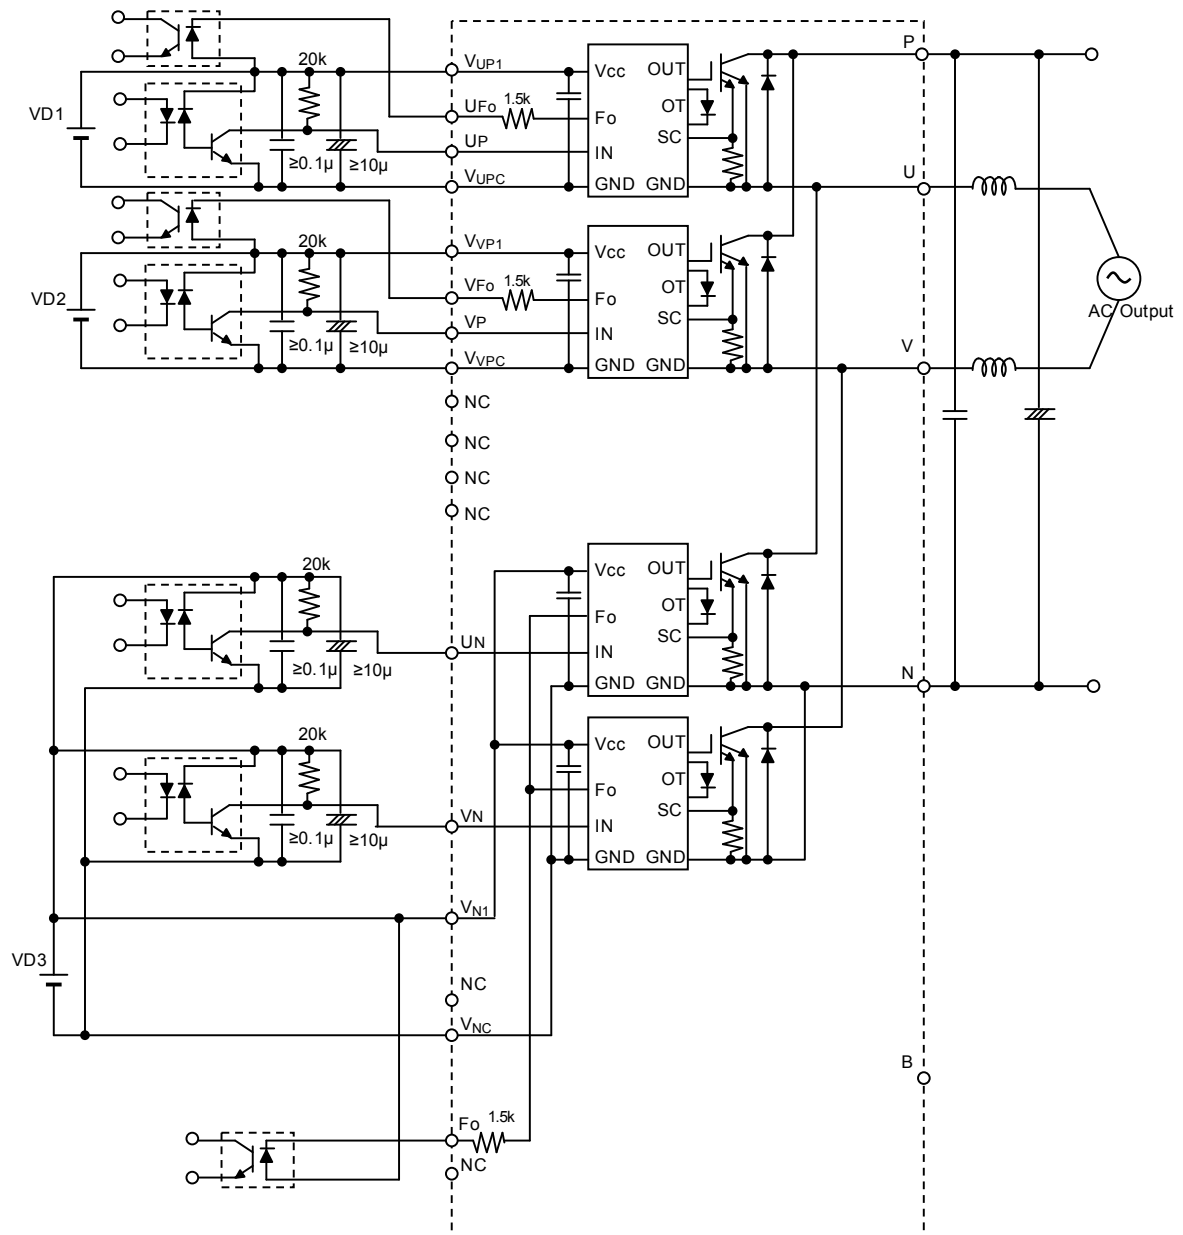 P
20k
VUP1
Vcc
OUT
VD1
UFo
1.5k
Fo
OT
UP
IN
SC
≥0.1μ
≥10μ
VUPC
GND
GND
U
20k
VVP1
Vcc
OUT
VD2
VFo
1.5k
Fo
OT
AC Output
VP
IN
SC
≥0.1μ
≥10μ
VVPC
GND
GND
V
NC
NC
NC
NC
20k
Vcc
OUT
Fo
OT
UN
IN
SC
≥0.1μ
≥10μ
GND
GND
N
20k
Vcc
OUT
Fo
OT
VN
IN
SC
≥0.1μ
≥10μ
GND
GND
VN1
VD3
NC
VNC
B
Fo
1.5k
NC